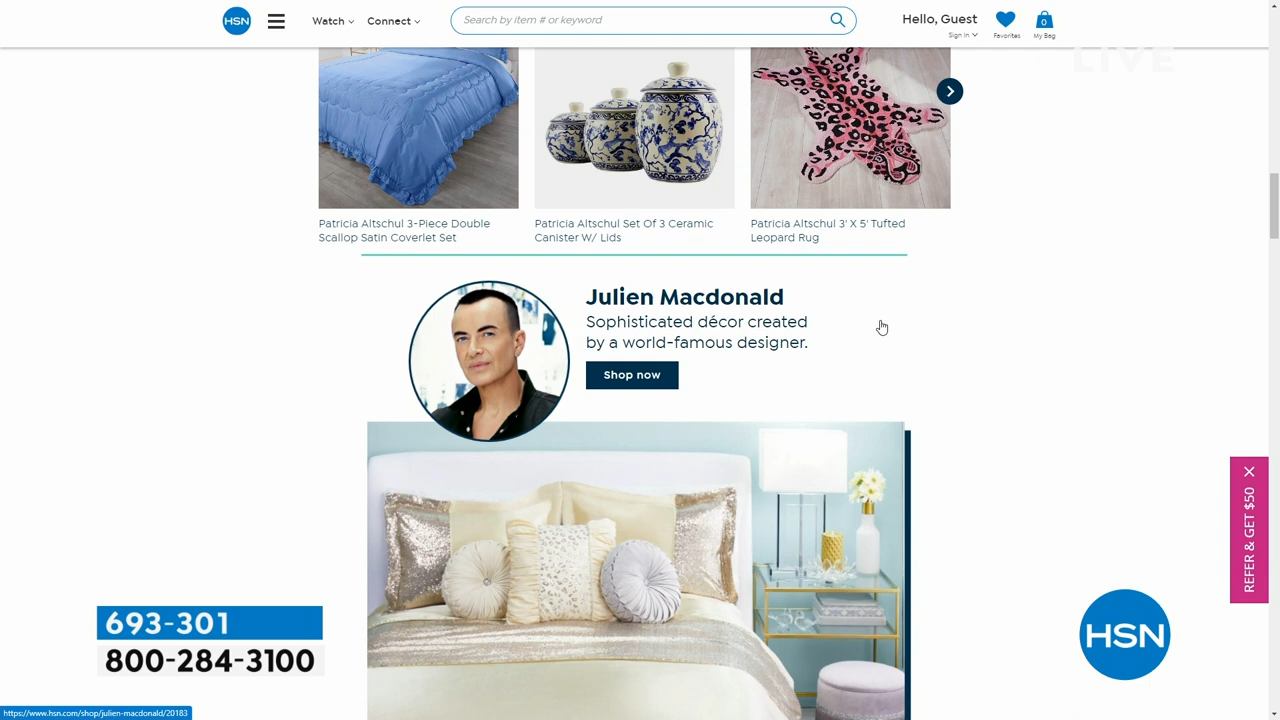 HSN
Watch
Connect
Search by item # or keyword
Hello, Guest
Sign In
Favorites
0
My Bag
LIVE
Patricia Altschul 3-Piece Double
Scallop Satin Coverlet Set
Patricia Altschul Set Of 3 Ceramic
Canister W/ Lids
Patricia Altschul 3' X 5' Tufted
Leopard Rug
Julien Macdonald
Sophisticated décor created
by a world-famous designer.
Shop now
REFER & GET $50
693-301
800-284-3100
HSN
https://www.hsn.com/shop/julien-macdonald/20183